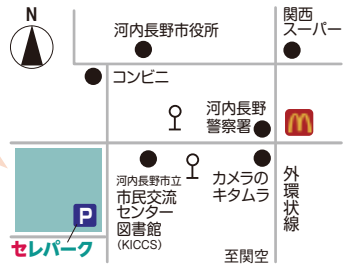 N
関西
スーパー
河内長野市役所
コンビニ
河内長野
警察署
河内長野市立
市民交流
センター
図書館
(KICCS)
カメラの
キタムラ
外環状線
P
セレパーク
至関空